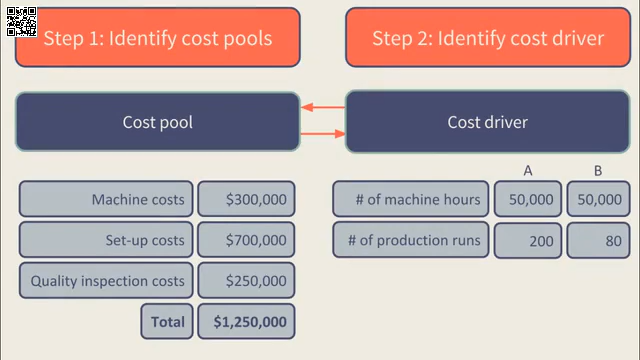 Step 1: Identify cost pools
Step 2: Identify cost driver
Cost pool
Cost driver
A B
Machine costs $300,000
# of machine hours 50,000 50,000
Set-up costs $700,000
# of production runs 200 80
Quality inspection costs $250,000
Total $1,250,000